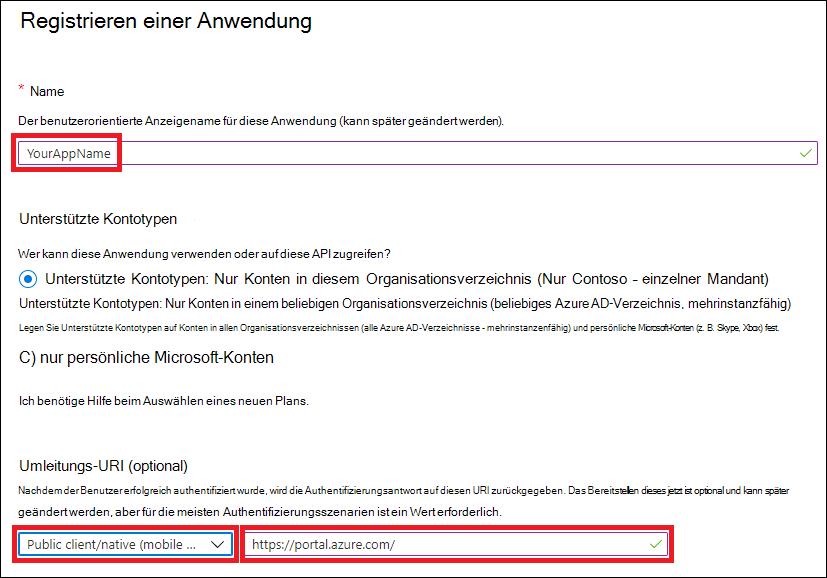 Registrieren einer Anwendung
* Name
Der benutzerorientierte Anzeigename für diese Anwendung (kann später geändert werden).
YourAppName
Unterstützte Kontotypen
Wer kann diese Anwendung verwenden oder auf diese API zugreifen?
Unterstützte Kontotypen: Nur Konten in diesem Organisationsverzeichnis (Nur Contoso - einzelner Mandant)
Unterstützte Kontotypen: Nur Konten in einem beliebigen Organisationsverzeichnis (beliebiges Azure AD-Verzeichnis, mehrinstanzfähig)
Legen Sie Unterstützte Kontotypen auf Konten in allen Organisationsverzeichnissen (alle Azure AD-Verzeichnisse - mehrinstanzenfähig) und persönliche Microsoft-Konten (z. B. Skype, Xbox) fest.
C) nur persönliche Microsoft-Konten
Ich benötige Hilfe beim Auswählen eines neuen Plans.
Umleitungs-URI (optional)
Nachdem der Benutzer erfolgreich authentifiziert wurde, wird die Authentifizierungsantwort auf diesen URI zurückgegeben. Das Bereitstellen dieses jetzt ist optional und kann später
geändert werden, aber für die meisten Authentifizierungsszenarien ist ein Wert erforderlich.
Public client/native (mobile ... https://portal.azure.com/